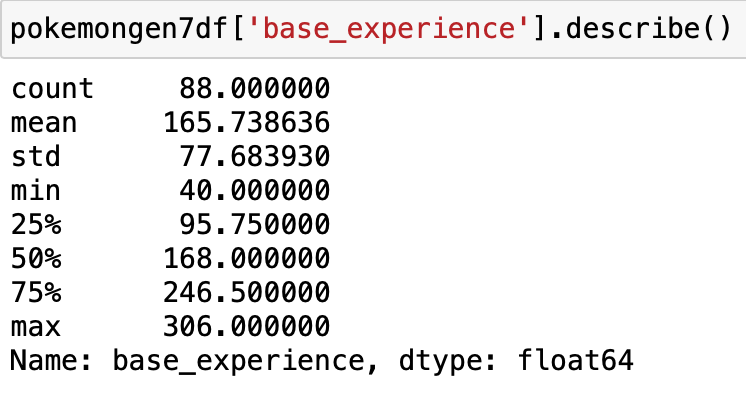 pokemongen7df['base_experience'].describe()
count     88.000000
mean     165.738636
std       77.683930
min       40.000000
25%       95.750000
50%      168.000000
75%      246.500000
max      306.000000
Name: base_experience, dtype: float64